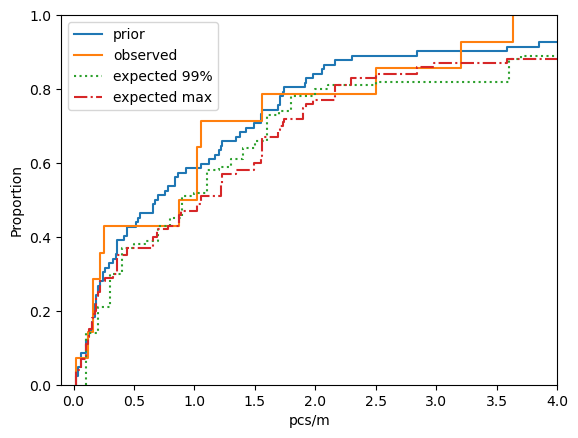 prior
observed
expected 99%
expected max
Proportion
1.0
0.8
0.6
0.4
0.2
0.0
0.0 0.5 1.0 1.5 2.0 2.5 3.0 3.5 4.0
pcs/m